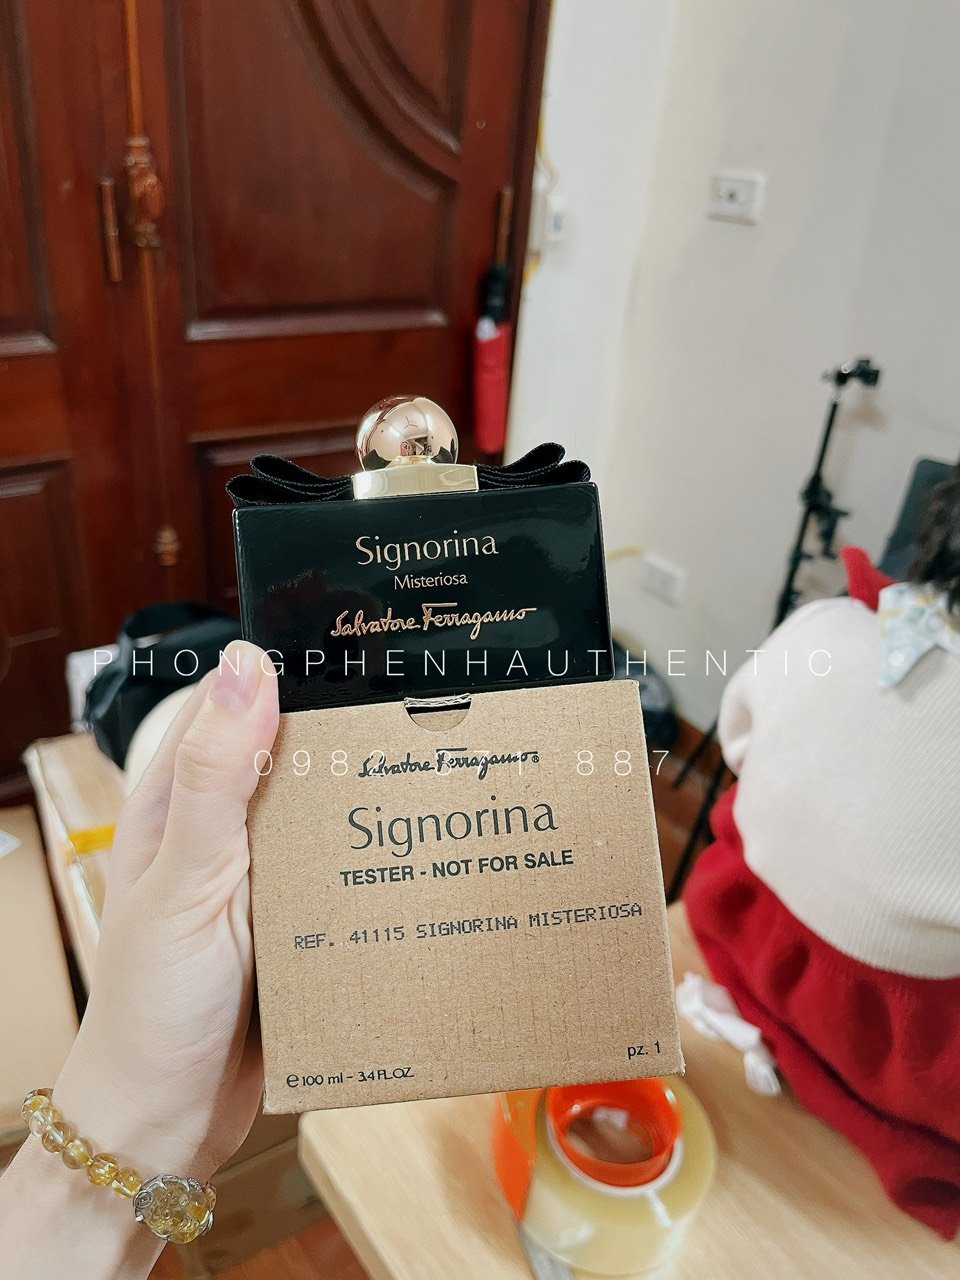 Signorina
Misteriosa
Salvatore Ferragamo
PHONGPHENHAUTHENTIC
Salvatore Ferragamo®
Signorina
TESTER - NOT FOR SALE
REF. 41115 SIGNORINA MISTERIOSA
pz. 1
e 100 ml - 3.4 FL.OZ.
887